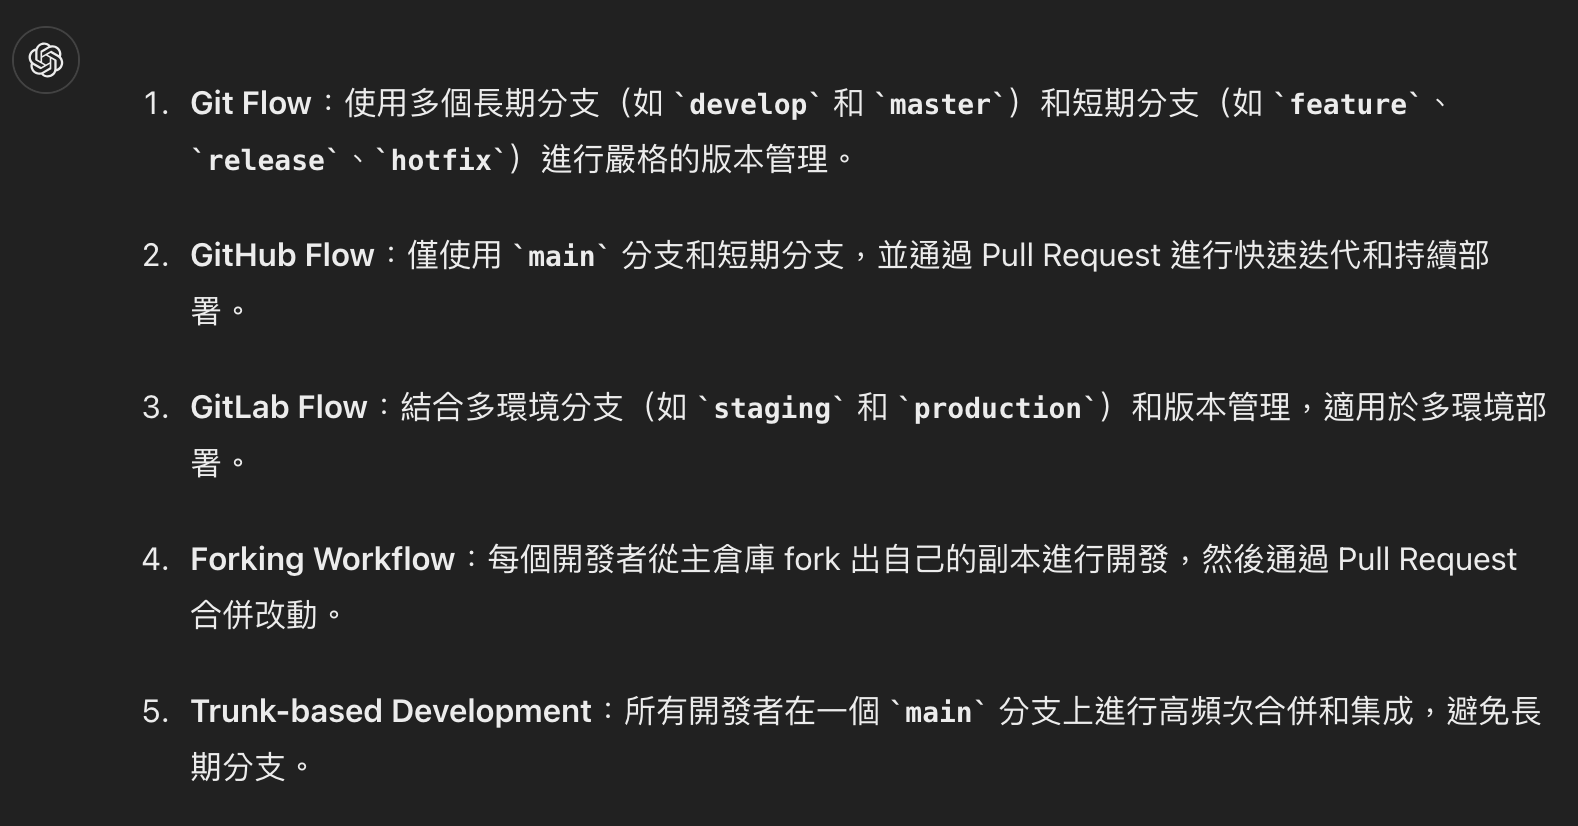 1. Git Flow：使用多個長期分支（如 `develop` 和 `master`）和短期分支（如 `feature`、
`release`、`hotfix`）進行嚴格的版本管理。
2. GitHub Flow：僅使用 `main` 分支和短期分支，並通過 Pull Request 進行快速迭代和持續部
署。
3. GitLab Flow：結合多環境分支（如 `staging` 和 `production`）和版本管理，適用於多環境部
署。
4. Forking Workflow：每個開發者從主倉庫 fork 出自己的副本進行開發，然後通過 Pull Request
合併改動。
5. Trunk-based Development：所有開發者在一個 `main` 分支上進行高頻次合併和集成，避免長
期分支。